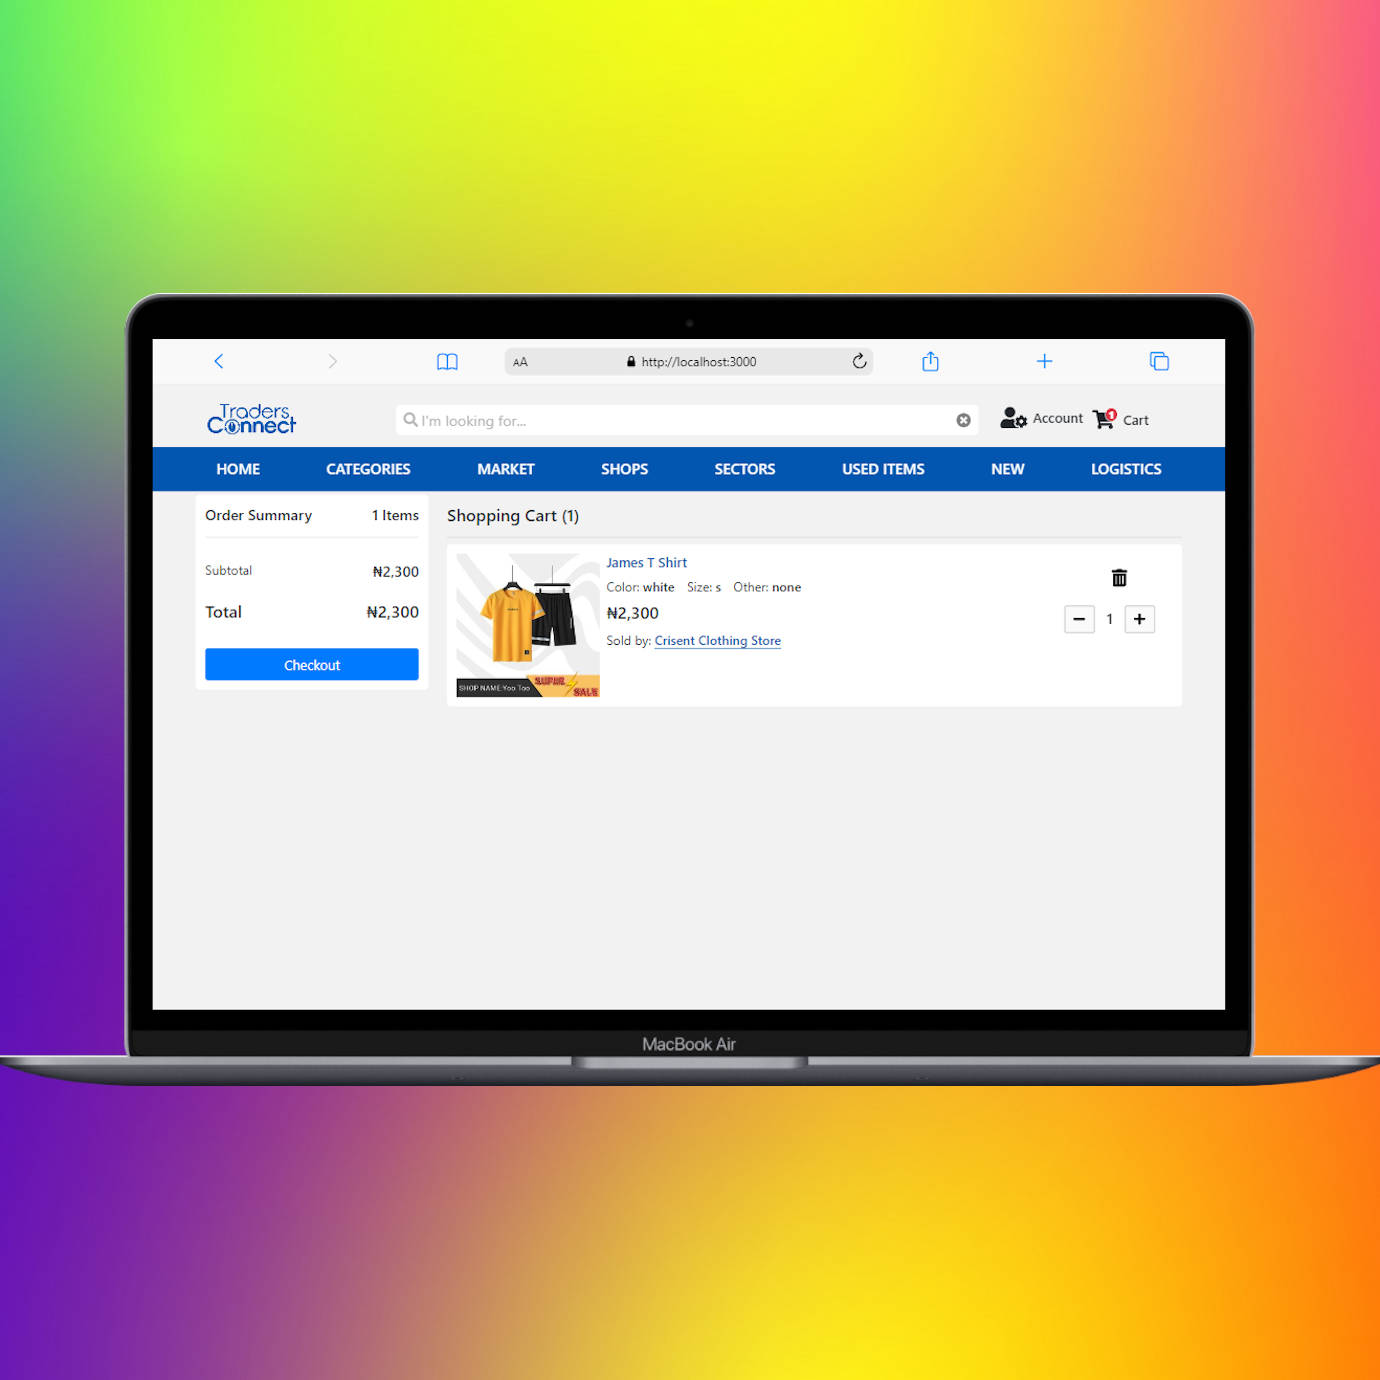 AA http://localhost:3000
Traders
Connect
I'm looking for...
Account
1
Cart
HOME CATEGORIES MARKET SHOPS SECTORS USED ITEMS NEW LOGISTICS
Order Summary 1 Items
Subtotal ₦2,300
Total ₦2,300
Checkout
Shopping Cart (1)
James T Shirt
Color: white Size: s Other: none
₦2,300
Sold by: Crisent Clothing Store
1
SHOP NAME:Yoo Too
SUPER
SALE
MacBook Air